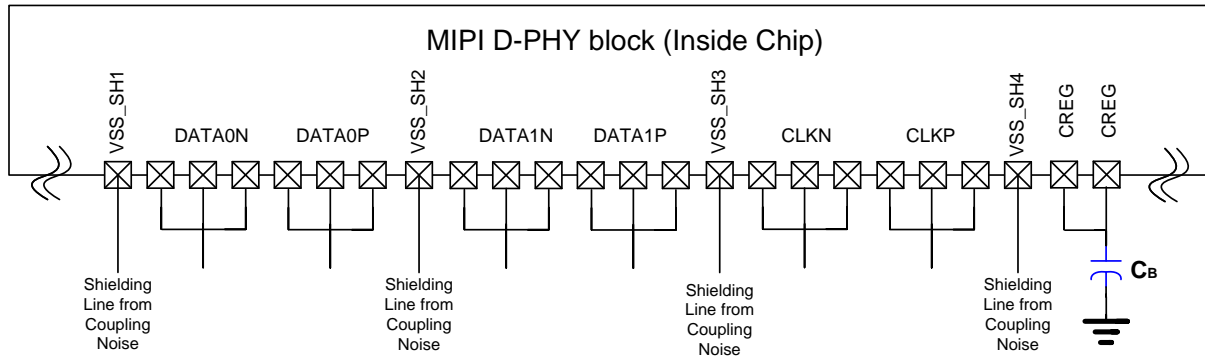 MIPI D-PHY block (Inside Chip)
VSS_SH1
DATA0N
DATA0P
VSS_SH2
DATA1N
DATA1P
VSS_SH3
CLKN
CLKP
VSS_SH4
CREG
CREG
Shielding
Line from
Coupling
Noise
Shielding
Line from
Coupling
Noise
Shielding
Line from
Coupling
Noise
Shielding
Line from
Coupling
Noise
CB